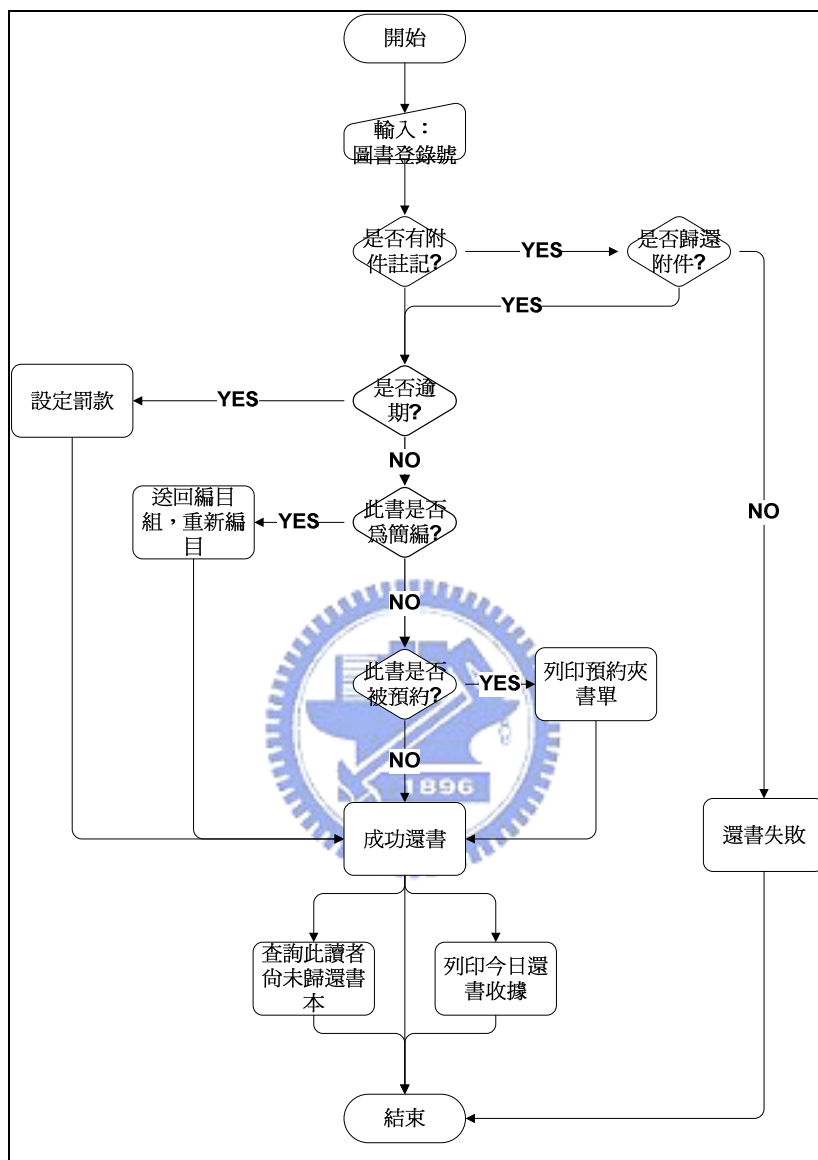 開始
輸入：
圖書登錄號
是否有附
件註記?
YES
是否歸還
附件?
YES
是否逾
期?
YES
設定罰款
NO
此書是否
爲簡編?
YES
送回編目
組，重新編
目
NO
NO
此書是否
被預約?
YES
列印預約夾
書單
NO
1896
成功還書
還書失敗
查詢此讀者
尚未歸還書
本
列印今日還
書收據
結束